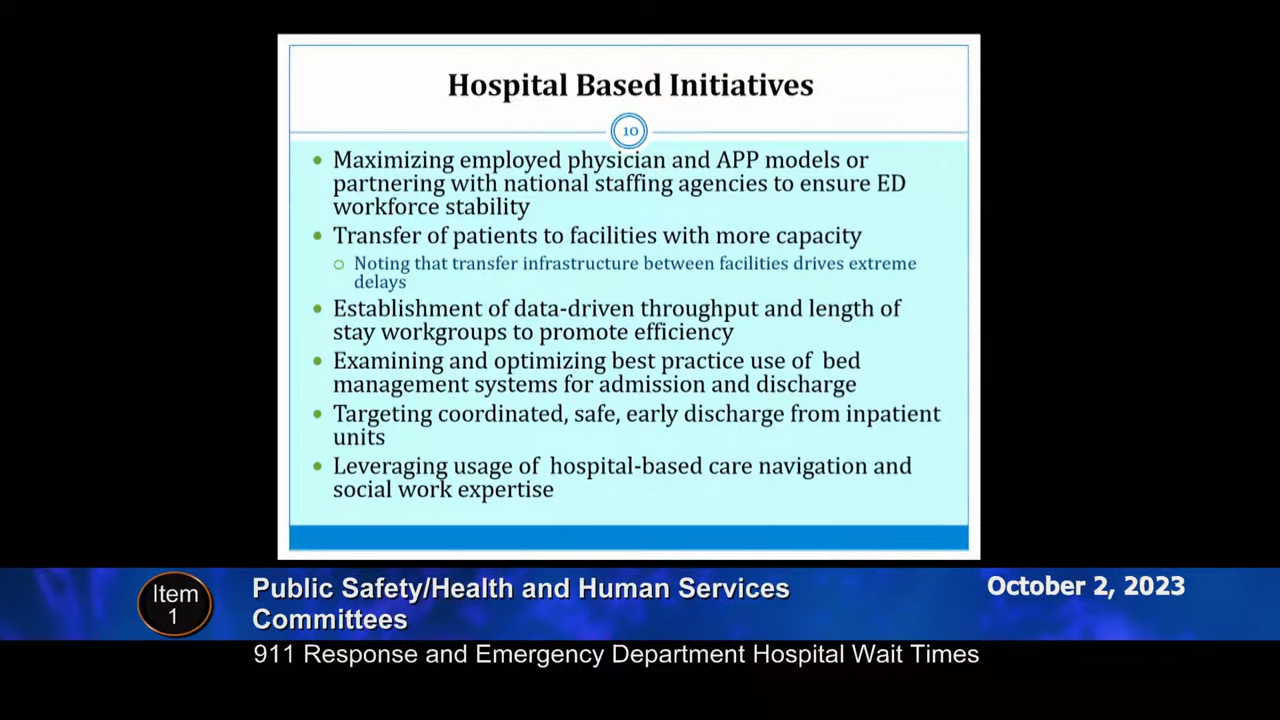 Hospital Based Initiatives
10
• Maximizing employed physician and APP models or
partnering with national staffing agencies to ensure ED
workforce stability
• Transfer of patients to facilities with more capacity
o Noting that transfer infrastructure between facilities drives extreme
delays
• Establishment of data-driven throughput and length of
stay workgroups to promote efficiency
• Examining and optimizing best practice use of bed
management systems for admission and discharge
• Targeting coordinated, safe, early discharge from inpatient
units
• Leveraging usage of hospital-based care navigation and
social work expertise
Item
1
Public Safety/Health and Human Services
Committees
October 2, 2023
911 Response and Emergency Department Hospital Wait Times